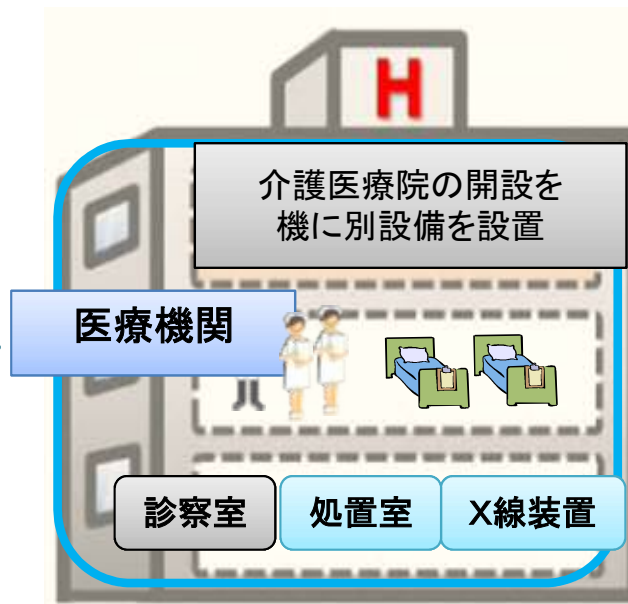 H
介護医療院の開設を
機に別設備を設置
医療機関
診察室
処置室
X線装置